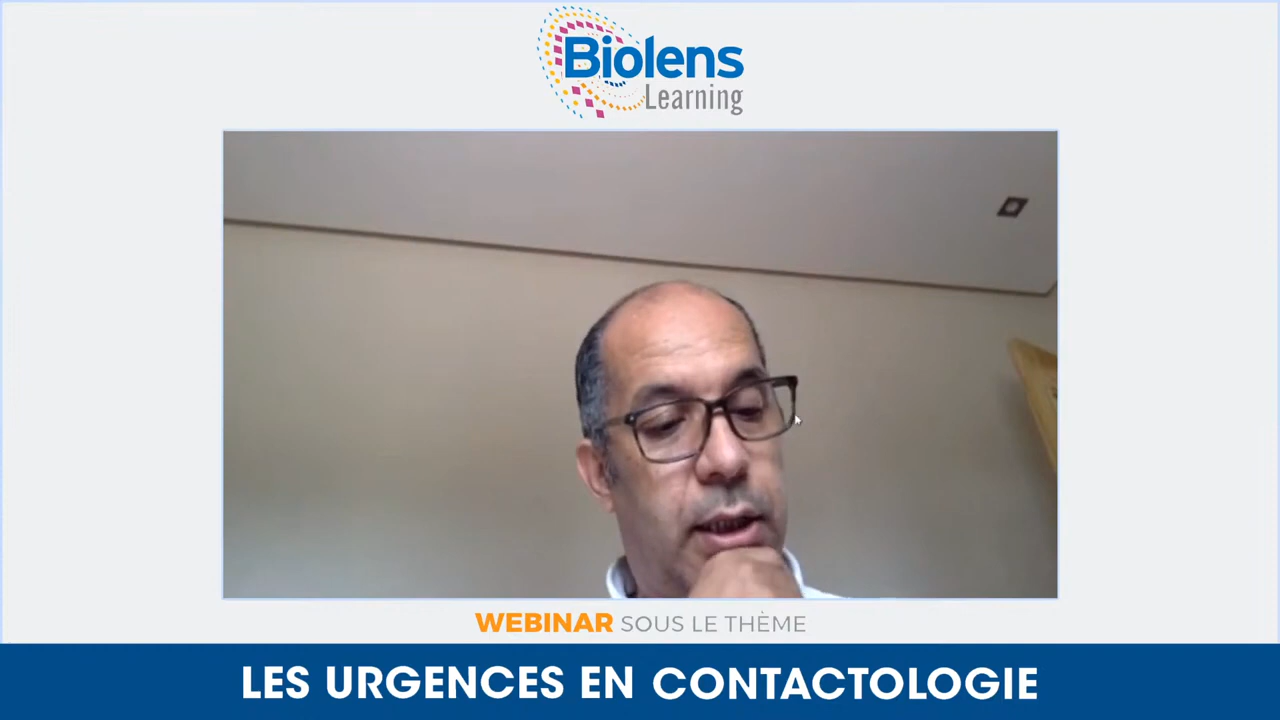 Biolens
Learning
WEBINAR SOUS LE THÈME
LES URGENCES EN CONTACTOLOGIE